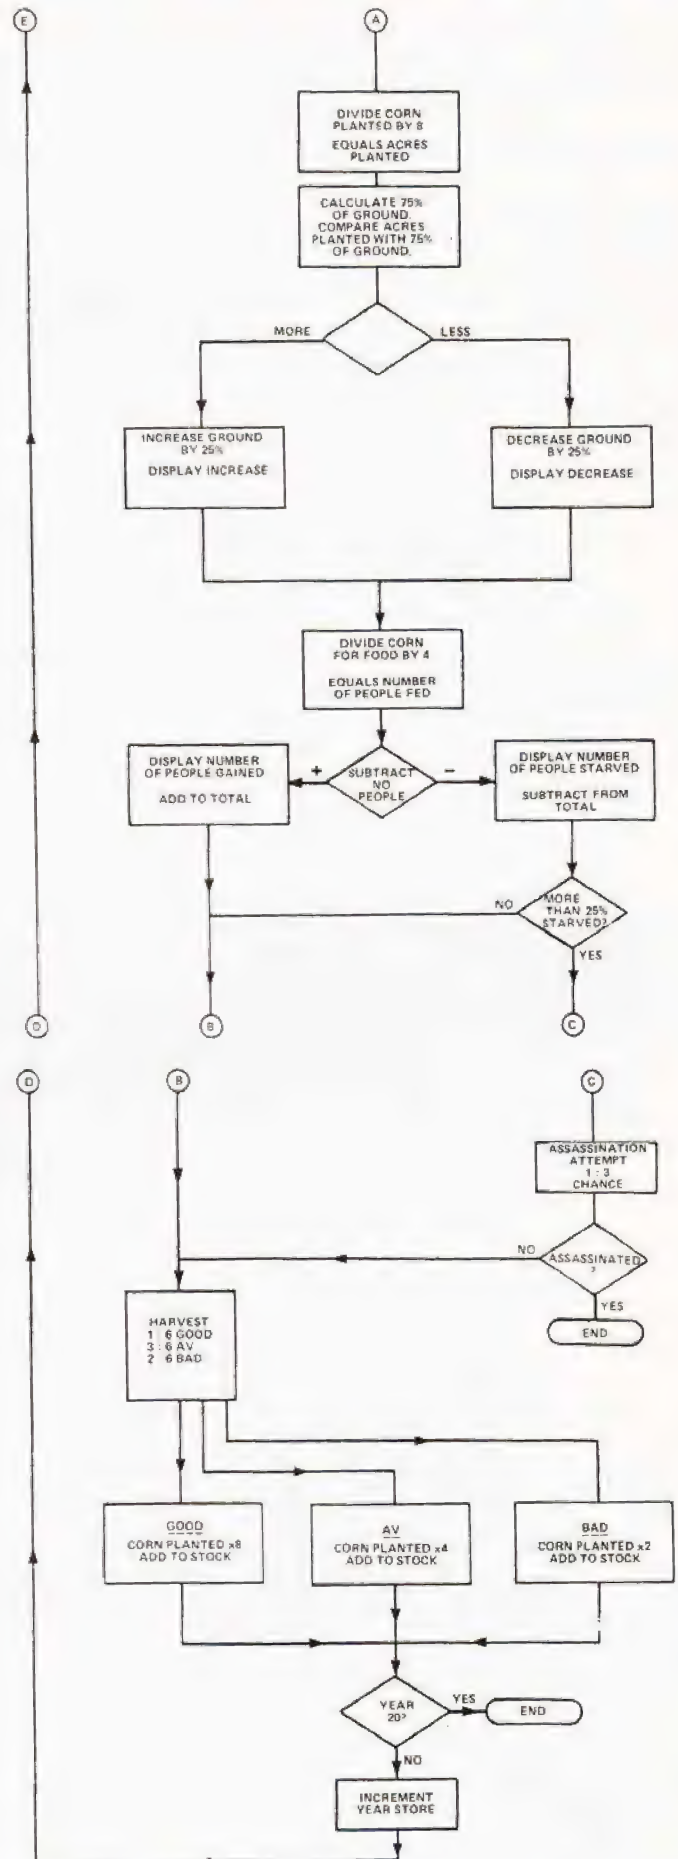 E
A
DIVIDE CORN
PLANTED BY 8
EQUALS ACRES
PLANTED
CALCULATE 75%
OF GROUND.
COMPARE ACRES
PLANTED WITH 75%
OF GROUND.
MORE
LESS
INCREASE GROUND
BY 25%
DISPLAY INCREASE
DECREASE GROUND
BY 25%
DISPLAY DECREASE
DIVIDE CORN
FOR FOOD BY 4
EQUALS NUMBER
OF PEOPLE FED
DISPLAY NUMBER
OF PEOPLE GAINED
ADD TO TOTAL
+
SUBTRACT
NO
PEOPLE
−
DISPLAY NUMBER
OF PEOPLE STARVED
SUBTRACT FROM
TOTAL
NO
MORE
THAN 25%
STARVED?
YES
D
B
C
D
B
C
ASSASSINATION
ATTEMPT
1 : 3
CHANCE
NO
ASSASSINATED
?
YES
END
HARVEST
1 : 6 GOOD
3 : 6 AV
2 : 6 BAD
GOOD
CORN PLANTED x8
ADD TO STOCK
AV
CORN PLANTED x4
ADD TO STOCK
BAD
CORN PLANTED x2
ADD TO STOCK
YEAR
20?
YES
END
NO
INCREMENT
YEAR STORE